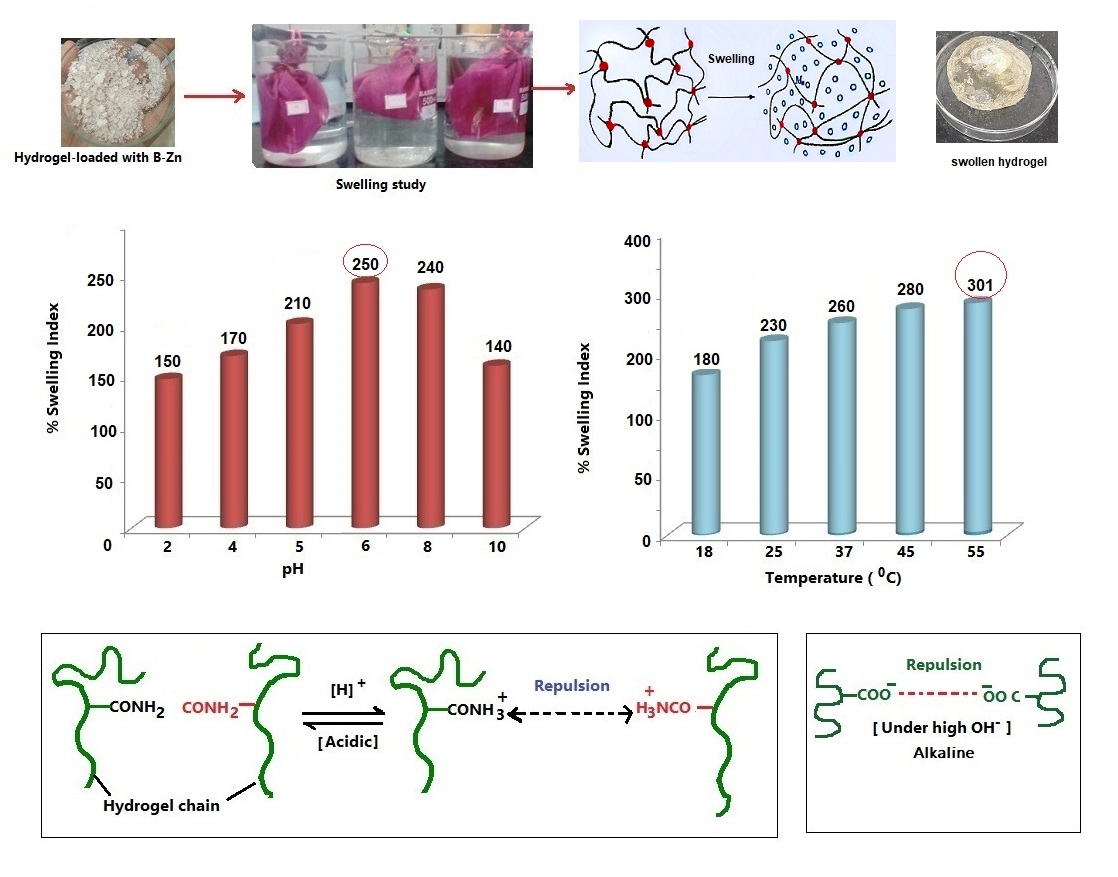 Hydrogel-loaded with B-Zn
Swelling study
Swelling
swollen hydrogel
% Swelling Index
250
200
150
100
50
0
150
170
210
250
240
140
2 4 5 6 8 10
pH
% Swelling Index
400
300
200
100
50
0
180
230
260
280
301
18 25 37 45 55
Temperature ( ⁰C)
CONH₂ CONH₂
[H]⁺
[Acidic]
CONH₃⁺
Repulsion
H₃NCO
+
Hydrogel chain
Repulsion
COO⁻ ⁻OO C
[ Under high OH⁻ ]
Alkaline